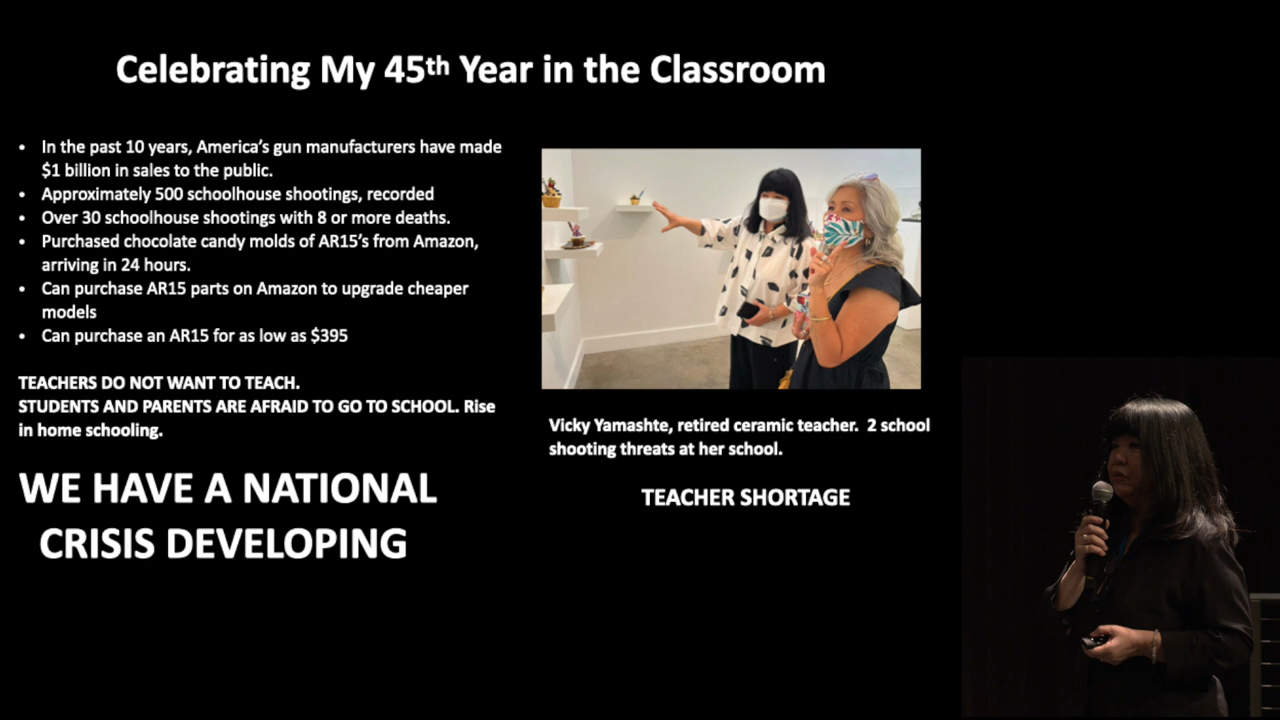 Celebrating My 45th Year in the Classroom
• In the past 10 years, America's gun manufacturers have made
$1 billion in sales to the public.
• Approximately 500 schoolhouse shootings, recorded
• Over 30 schoolhouse shootings with 8 or more deaths.
• Purchased chocolate candy molds of AR15's from Amazon,
arriving in 24 hours.
• Can purchase AR15 parts on Amazon to upgrade cheaper
models
• Can purchase an AR15 for as low as $395
TEACHERS DO NOT WANT TO TEACH.
STUDENTS AND PARENTS ARE AFRAID TO GO TO SCHOOL. Rise
in home schooling.
WE HAVE A NATIONAL
CRISIS DEVELOPING
Vicky Yamashte, retired ceramic teacher.  2 school
shooting threats at her school.
TEACHER SHORTAGE